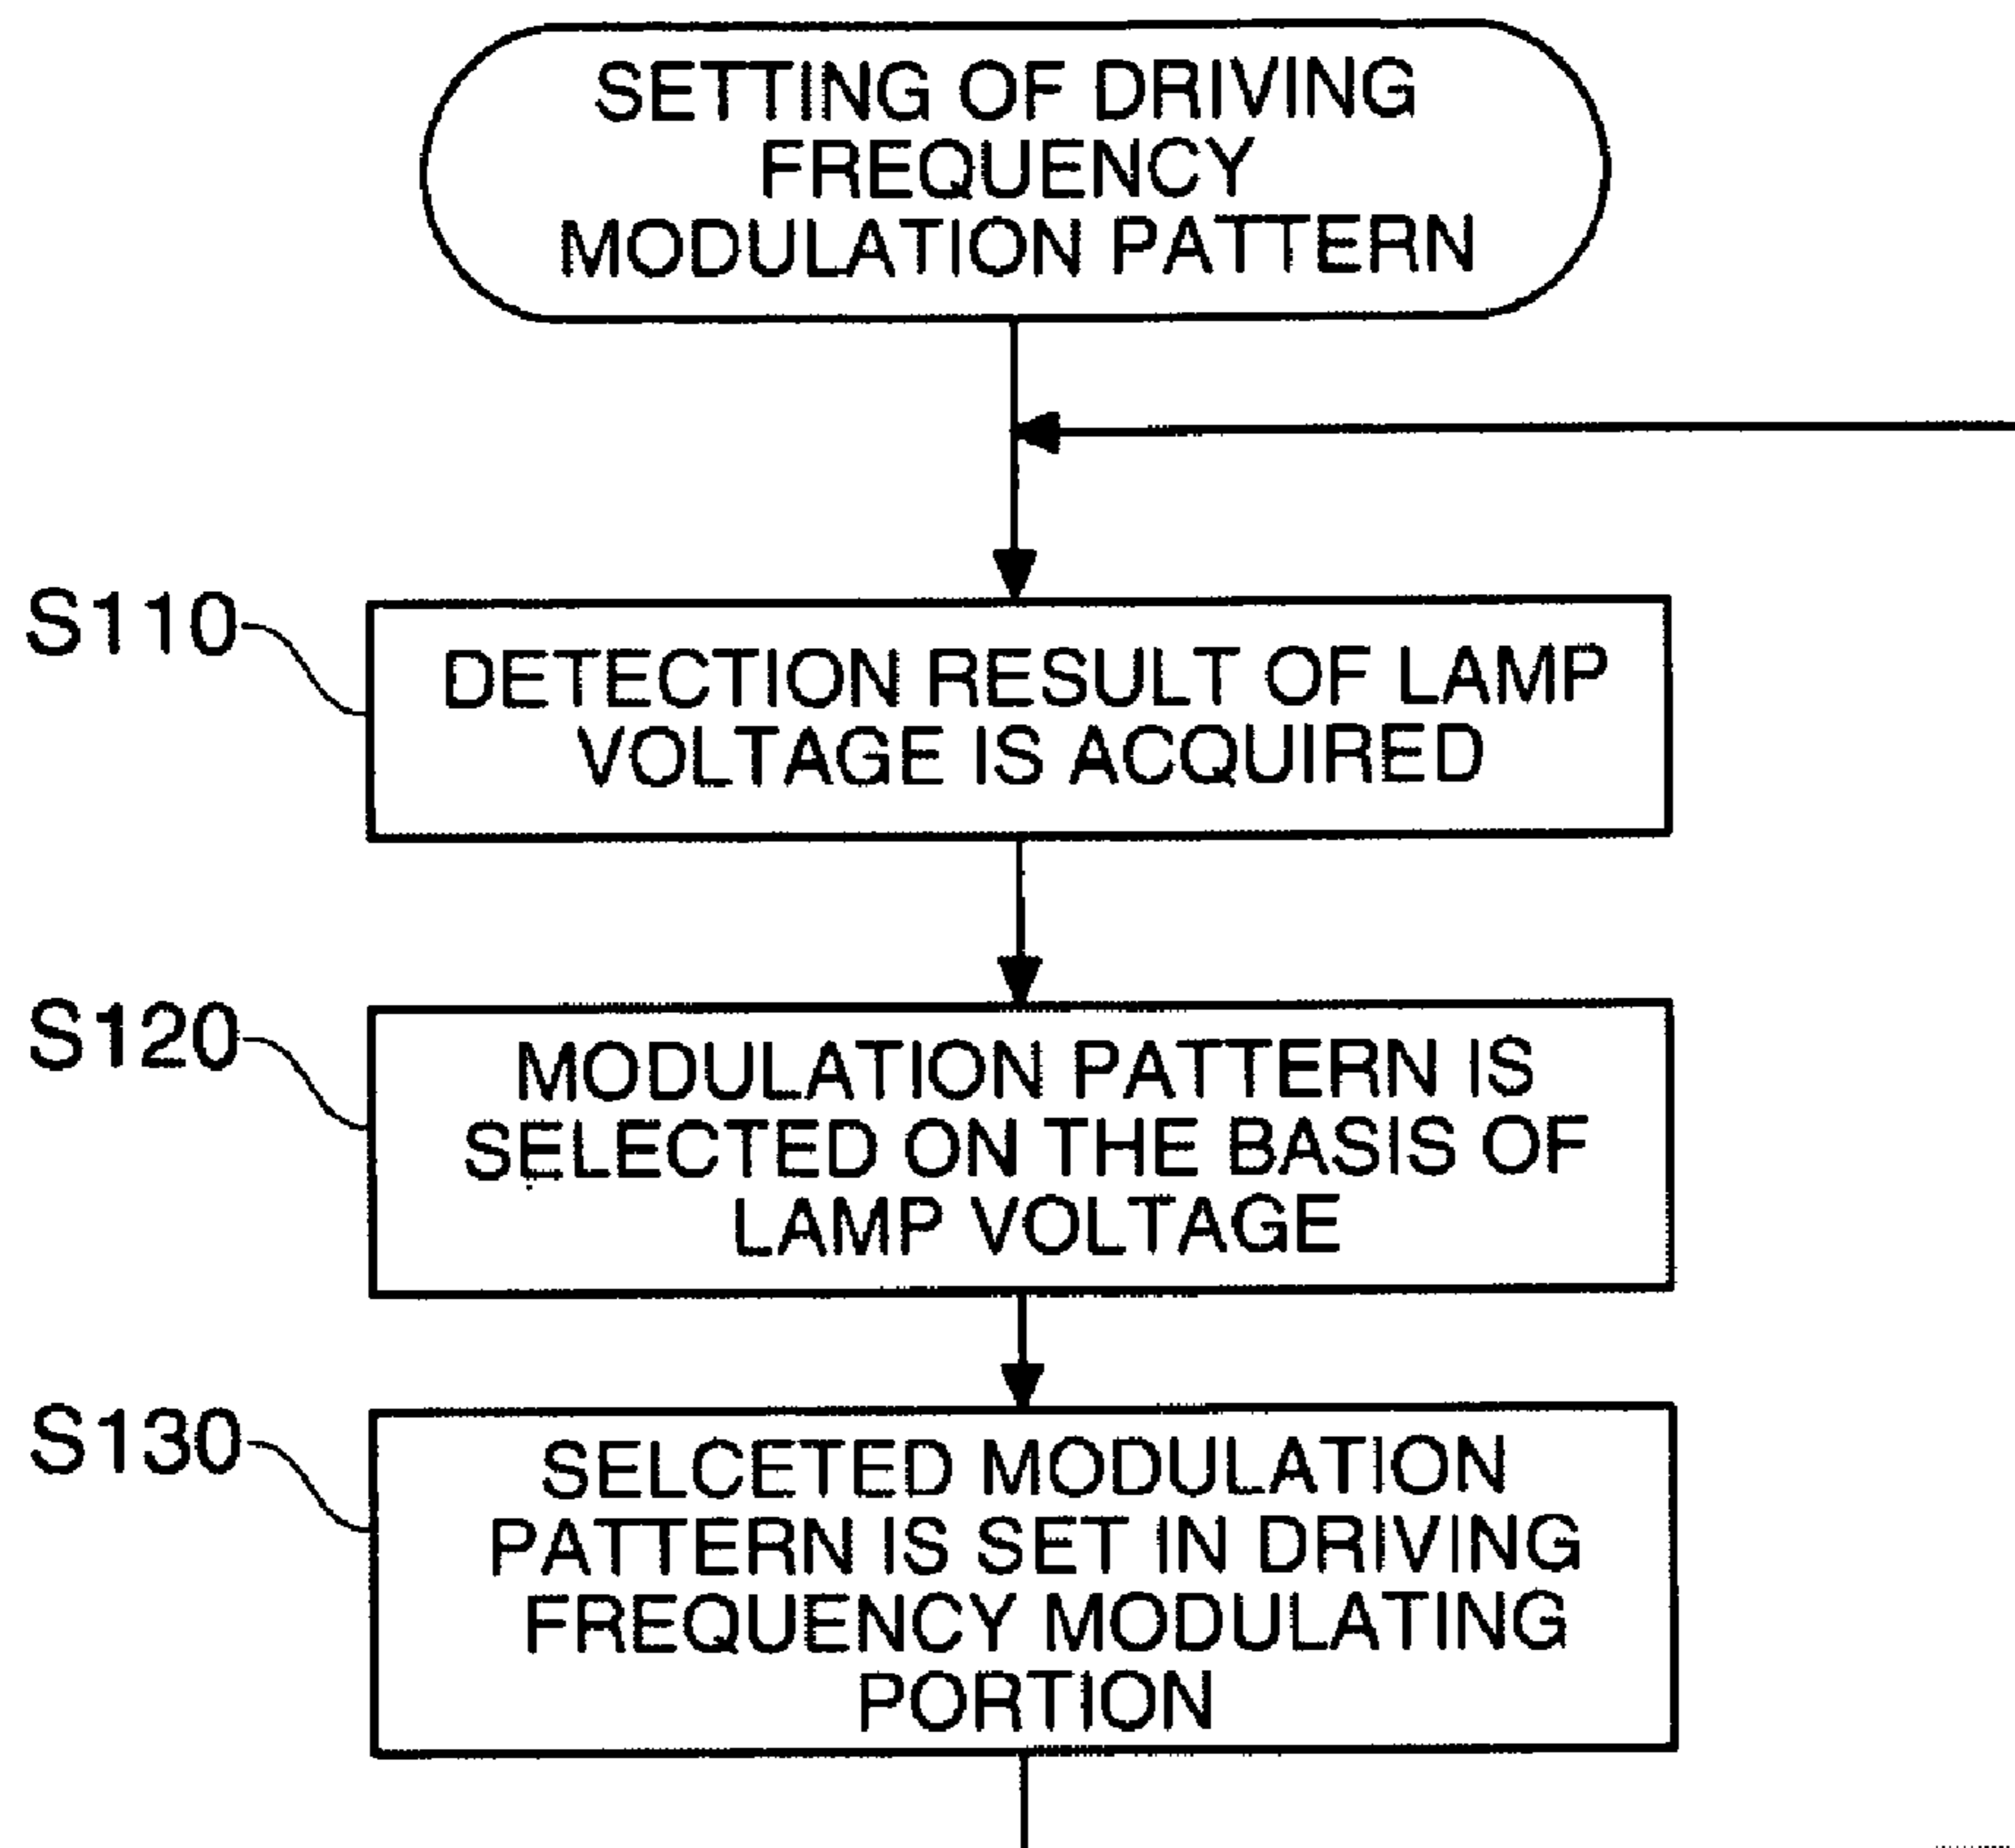 SETTING OF DRIVING
FREQUENCY
MODULATION PATTERN
S110
DETECTION RESULT OF LAMP
VOLTAGE IS ACQUIRED
S120
MODULATION PATTERN IS
SELECTED ON THE BASIS OF
LAMP VOLTAGE
S130
SELCETED MODULATION
PATTERN IS SET IN DRIVING
FREQUENCY MODULATING
PORTION